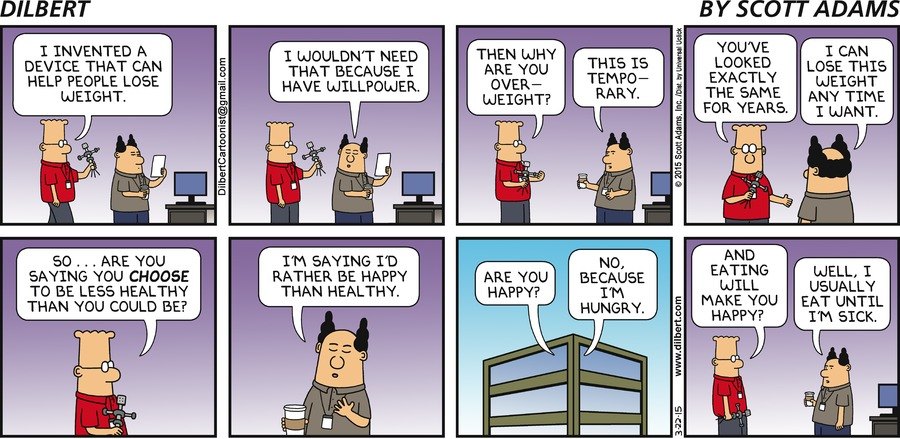 DILBERT
BY SCOTT ADAMS
I INVENTED A
DEVICE THAT CAN
HELP PEOPLE LOSE
WEIGHT.
DilbertCartoonist@gmail.com
I WOULDN'T NEED
THAT BECAUSE I
HAVE WILLPOWER.
THEN WHY
ARE YOU
OVER-
WEIGHT?
THIS IS
TEMPO-
RARY.
© 2015 Scott Adams, Inc. /Dist. by Universal Uclick
YOU'VE
LOOKED
EXACTLY
THE SAME
FOR YEARS.
I CAN
LOSE THIS
WEIGHT
ANY TIME
I WANT.
SO . . . ARE YOU
SAYING YOU CHOOSE
TO BE LESS HEALTHY
THAN YOU COULD BE?
I'M SAYING I'D
RATHER BE HAPPY
THAN HEALTHY.
ARE YOU
HAPPY?
NO,
BECAUSE
I'M
HUNGRY.
3-22-15
www.dilbert.com
AND
EATING
WILL
MAKE YOU
HAPPY?
WELL, I
USUALLY
EAT UNTIL
I'M SICK.